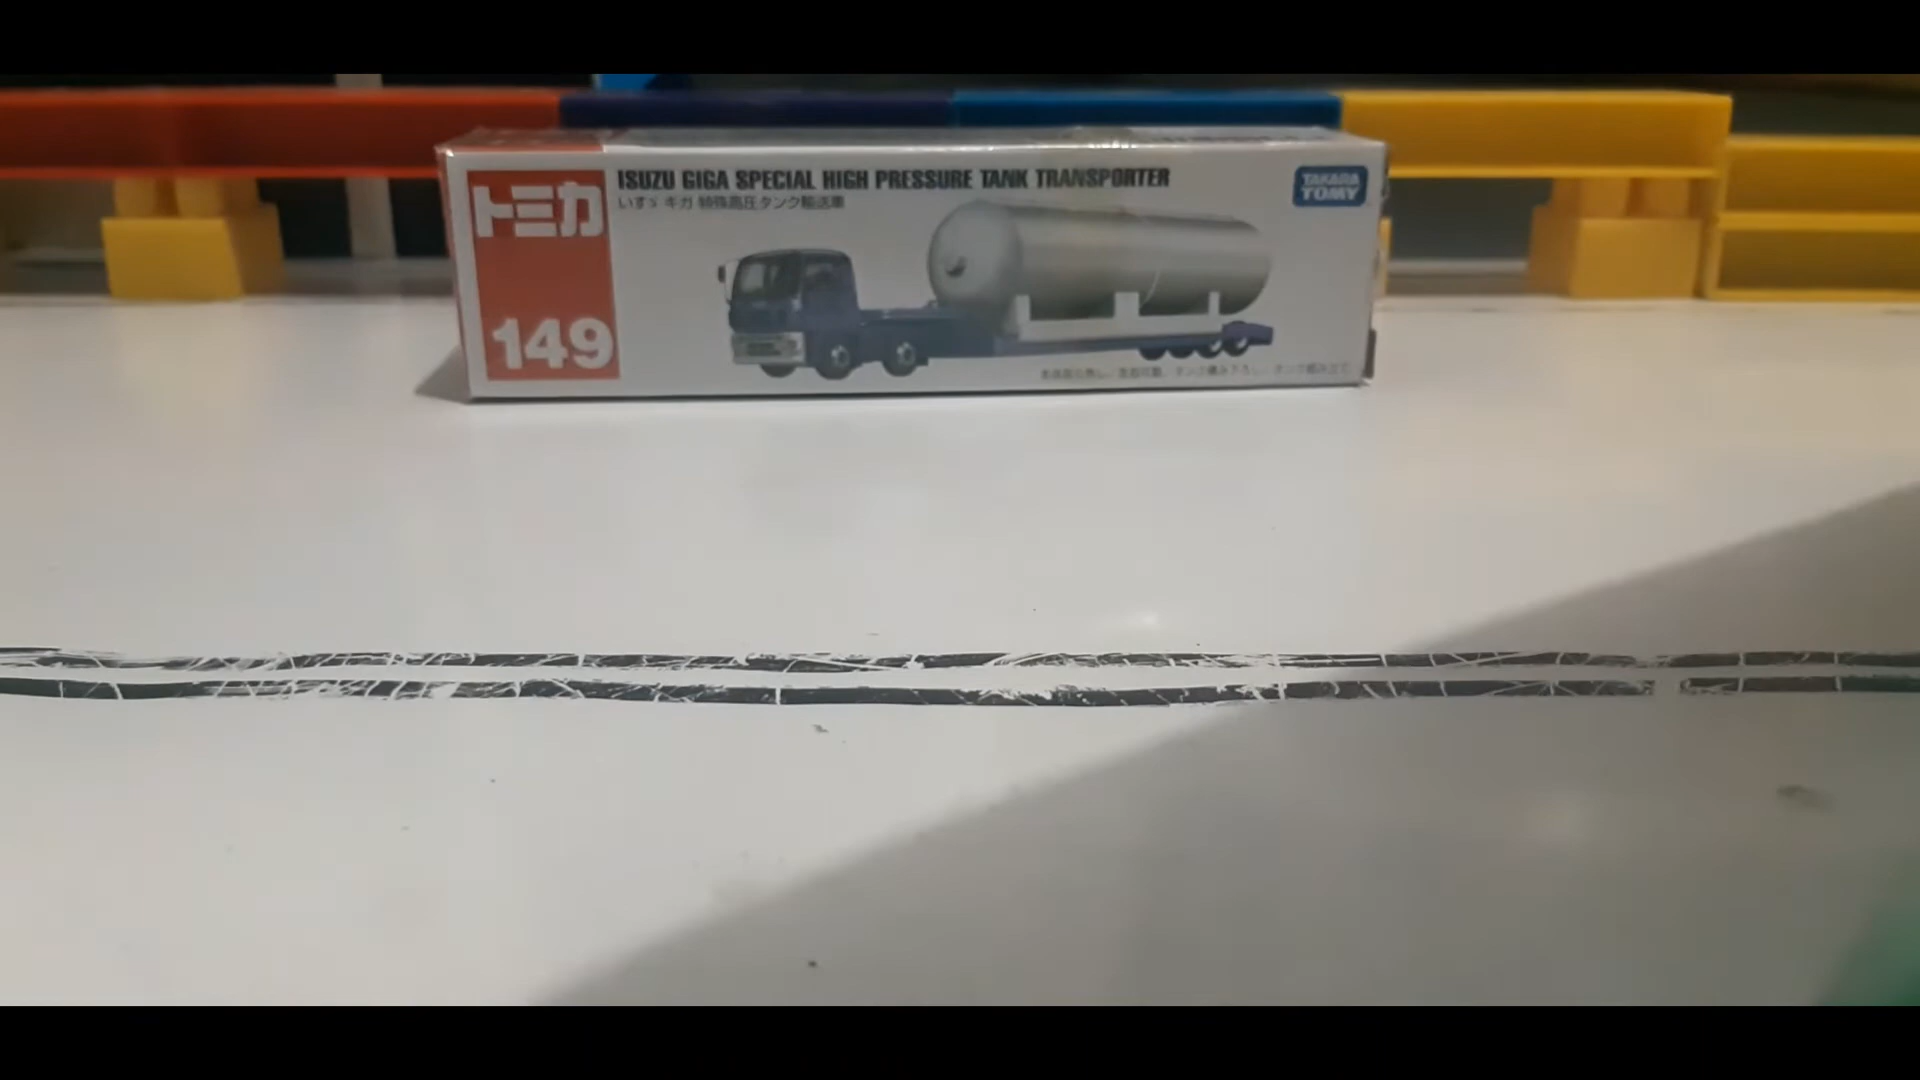 トミカ
149
ISUZU GIGA SPECIAL HIGH PRESSURE TANK TRANSPORTER
いすゞ ギガ 特殊高圧タンク輸送車
TAKARA
TOMY